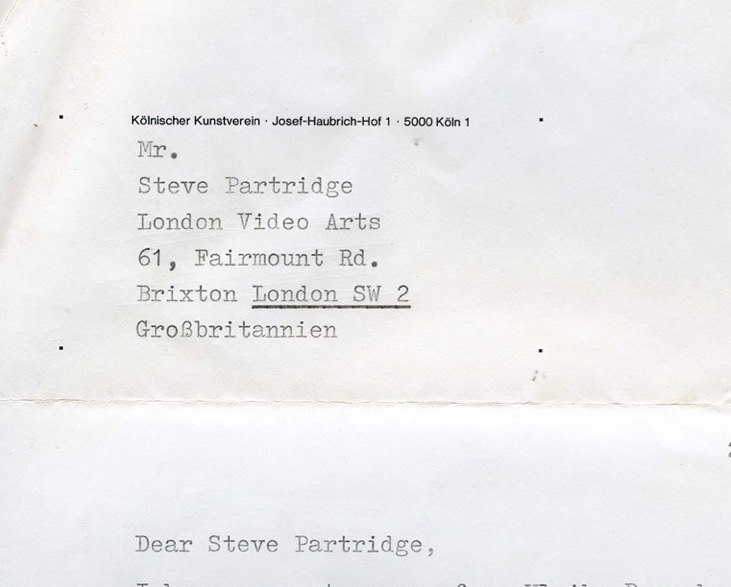 Kölnischer Kunstverein · Josef-Haubrich-Hof 1 · 5000 Köln 1
Mr.
Steve Partridge
London Video Arts
61, Fairmount Rd.
Brixton London SW 2
Großbritannien
Dear Steve Partridge,